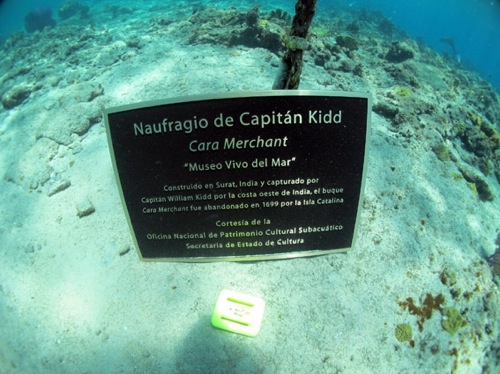 Naufragio de Capitán Kidd
Cara Merchant
"Museo Vivo del Mar"
Construido en Surat, India y capturado por
Capitán William Kidd por la costa oeste de India, el buque
Cara Merchant fue abandonado en 1699 por la Isla Catalina
Cortesía de la
Oficina Nacional de Patrimonio Cultural Subacuático
Secretaria de Estado de Cultura